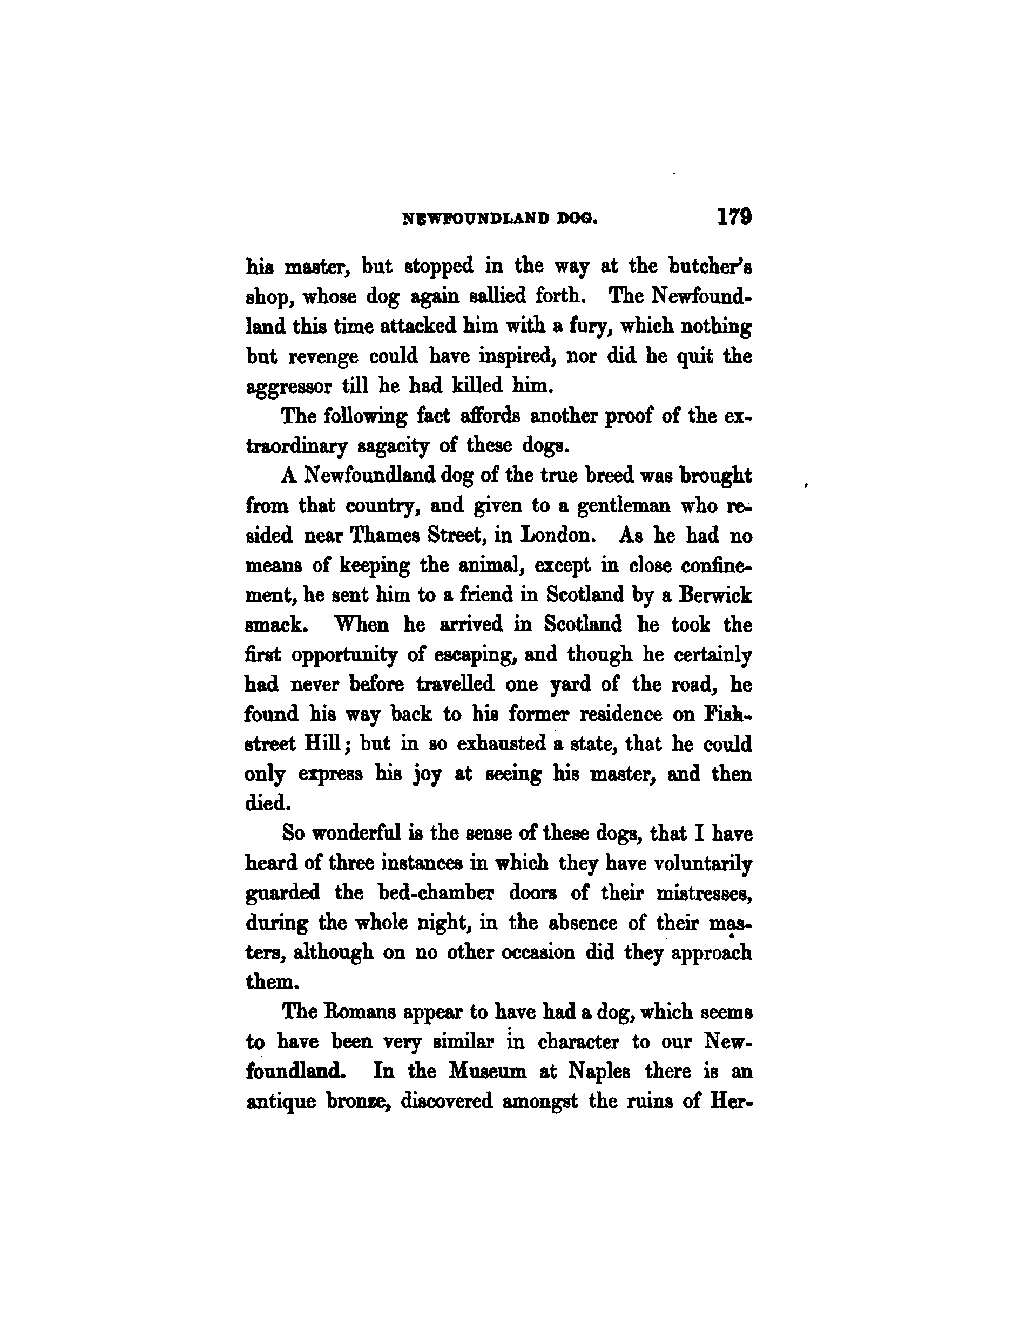 NEWFOUNDLAND DOG. 179
his master, but stopped in the way at the butcher's
shop, whose dog again sallied forth. The Newfound-
land this time attacked him with a fury, which nothing
but revenge could have inspired, nor did he quit the
aggressor till he had killed him.
The following fact affords another proof of the ex-
traordinary sagacity of these dogs.
A Newfoundland dog of the true breed was brought
from that country, and given to a gentleman who re-
sided near Thames Street, in London. As he had no
means of keeping the animal, except in close confine-
ment, he sent him to a friend in Scotland by a Berwick
smack. When he arrived in Scotland he took the
first opportunity of escaping, and though he certainly
had never before travelled one yard of the road, he
found his way back to his former residence on Fish-
street Hill; but in so exhausted a state, that he could
only express his joy at seeing his master, and then
died.
So wonderful is the sense of these dogs, that I have
heard of three instances in which they have voluntarily
guarded the bed-chamber doors of their mistresses,
during the whole night, in the absence of their mas-
ters, although on no other occasion did they approach
them.
The Romans appear to have had a dog, which seems
to have been very similar in character to our New-
foundland. In the Museum at Naples there is an
antique bronze, discovered amongst the ruins of Her-